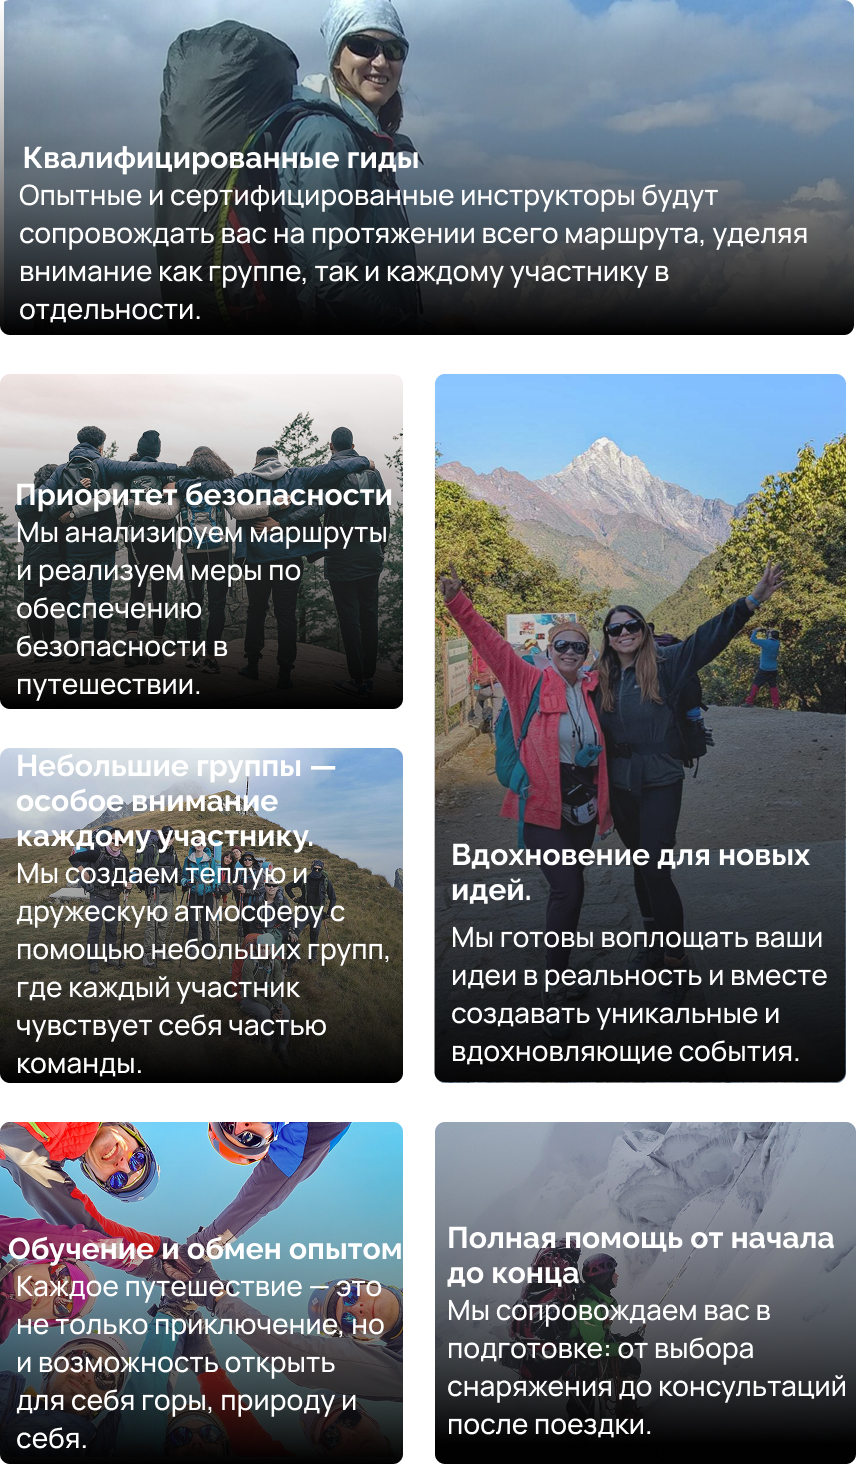 Квалифицированные гиды
Опытные и сертифицированные инструкторы будут
сопровождать вас на протяжении всего маршрута, уделяя
внимание как группе, так и каждому участнику в
отдельности.
Приоритет безопасности
Мы анализируем маршруты
и реализуем меры по
обеспечению
безопасности в
путешествии.
Небольшие группы —
особое внимание
каждому участнику.
Мы создаем теплую и
дружескую атмосферу с
помощью небольших групп,
где каждый участник
чувствует себя частью
команды.
Вдохновение для новых
идей.
Мы готовы воплощать ваши
идеи в реальность и вместе
создавать уникальные и
вдохновляющие события.
Обучение и обмен опытом
Каждое путешествие — это
не только приключение, но
и возможность открыть
для себя горы, природу и
себя.
Полная помощь от начала
до конца
Мы сопровождаем вас в
подготовке: от выбора
снаряжения до консультаций
после поездки.